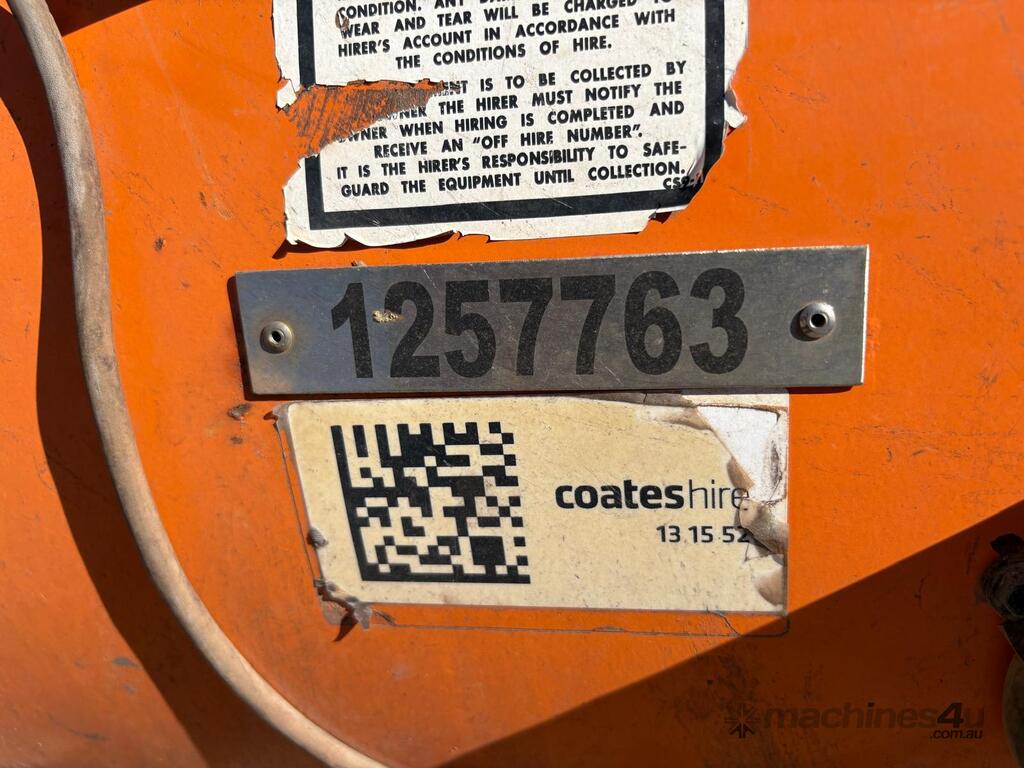 CONDITION. ANY
WEAR AND TEAR WILL BE CHARGED TO
HIRER'S ACCOUNT IN ACCORDANCE WITH
THE CONDITIONS OF HIRE.
IS TO BE COLLECTED BY
THE HIRER MUST NOTIFY THE
OWNER WHEN HIRING IS COMPLETED AND
RECEIVE AN "OFF HIRE NUMBER".
IT IS THE HIRER'S RESPONSIBILITY TO SAFE-
GUARD THE EQUIPMENT UNTIL COLLECTION.
1257763
coateshire
13 15 52
machines4u
.com.au